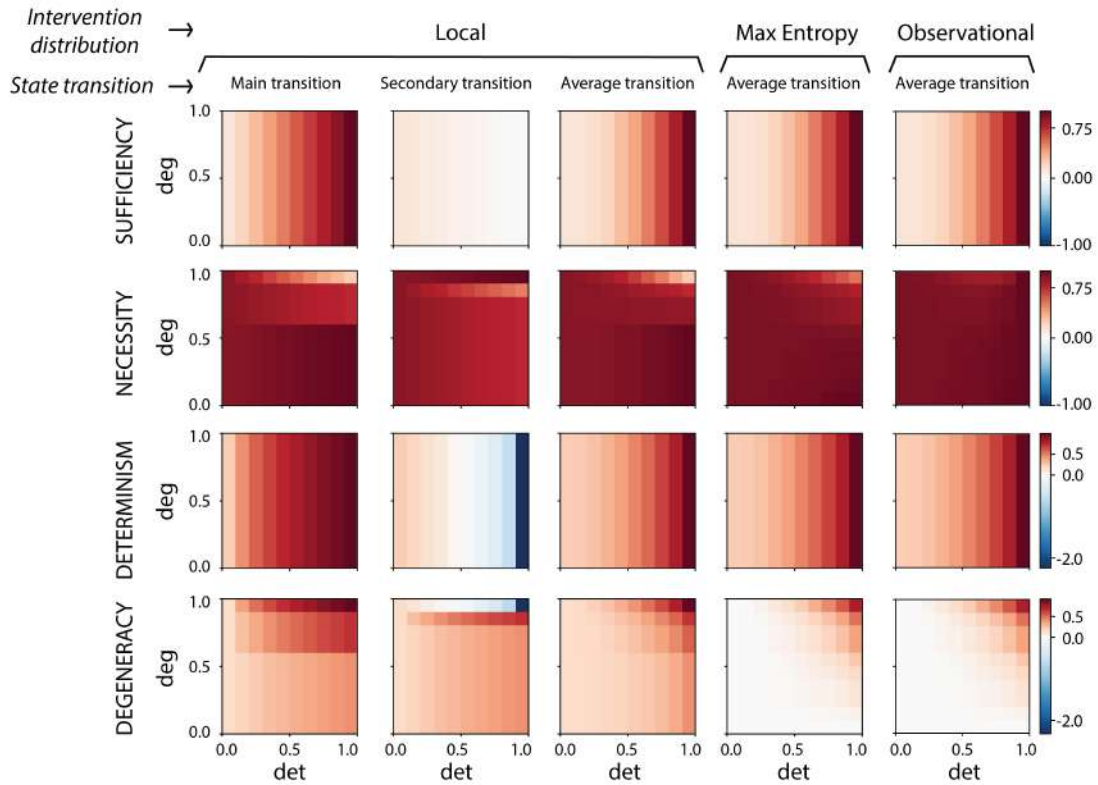 Intervention distribution → Local Max Entropy Observational
State transition → Main transition Secondary transition Average transition Average transition Average transition
SUFFICIENCY
deg
1.0
0.5
0.0
0.75
0.00
-1.00
NECESSITY
deg
1.0
0.5
0.0
0.75
0.00
-1.00
DETERMINISM
deg
1.0
0.5
0.0
0.5
0.0
-2.0
DEGENERACY
deg
1.0
0.5
0.0
0.5
0.0
-2.0
0.0 0.5 1.0 0.0 0.5 1.0 0.0 0.5 1.0 0.0 0.5 1.0 0.0 0.5 1.0
det det det det det